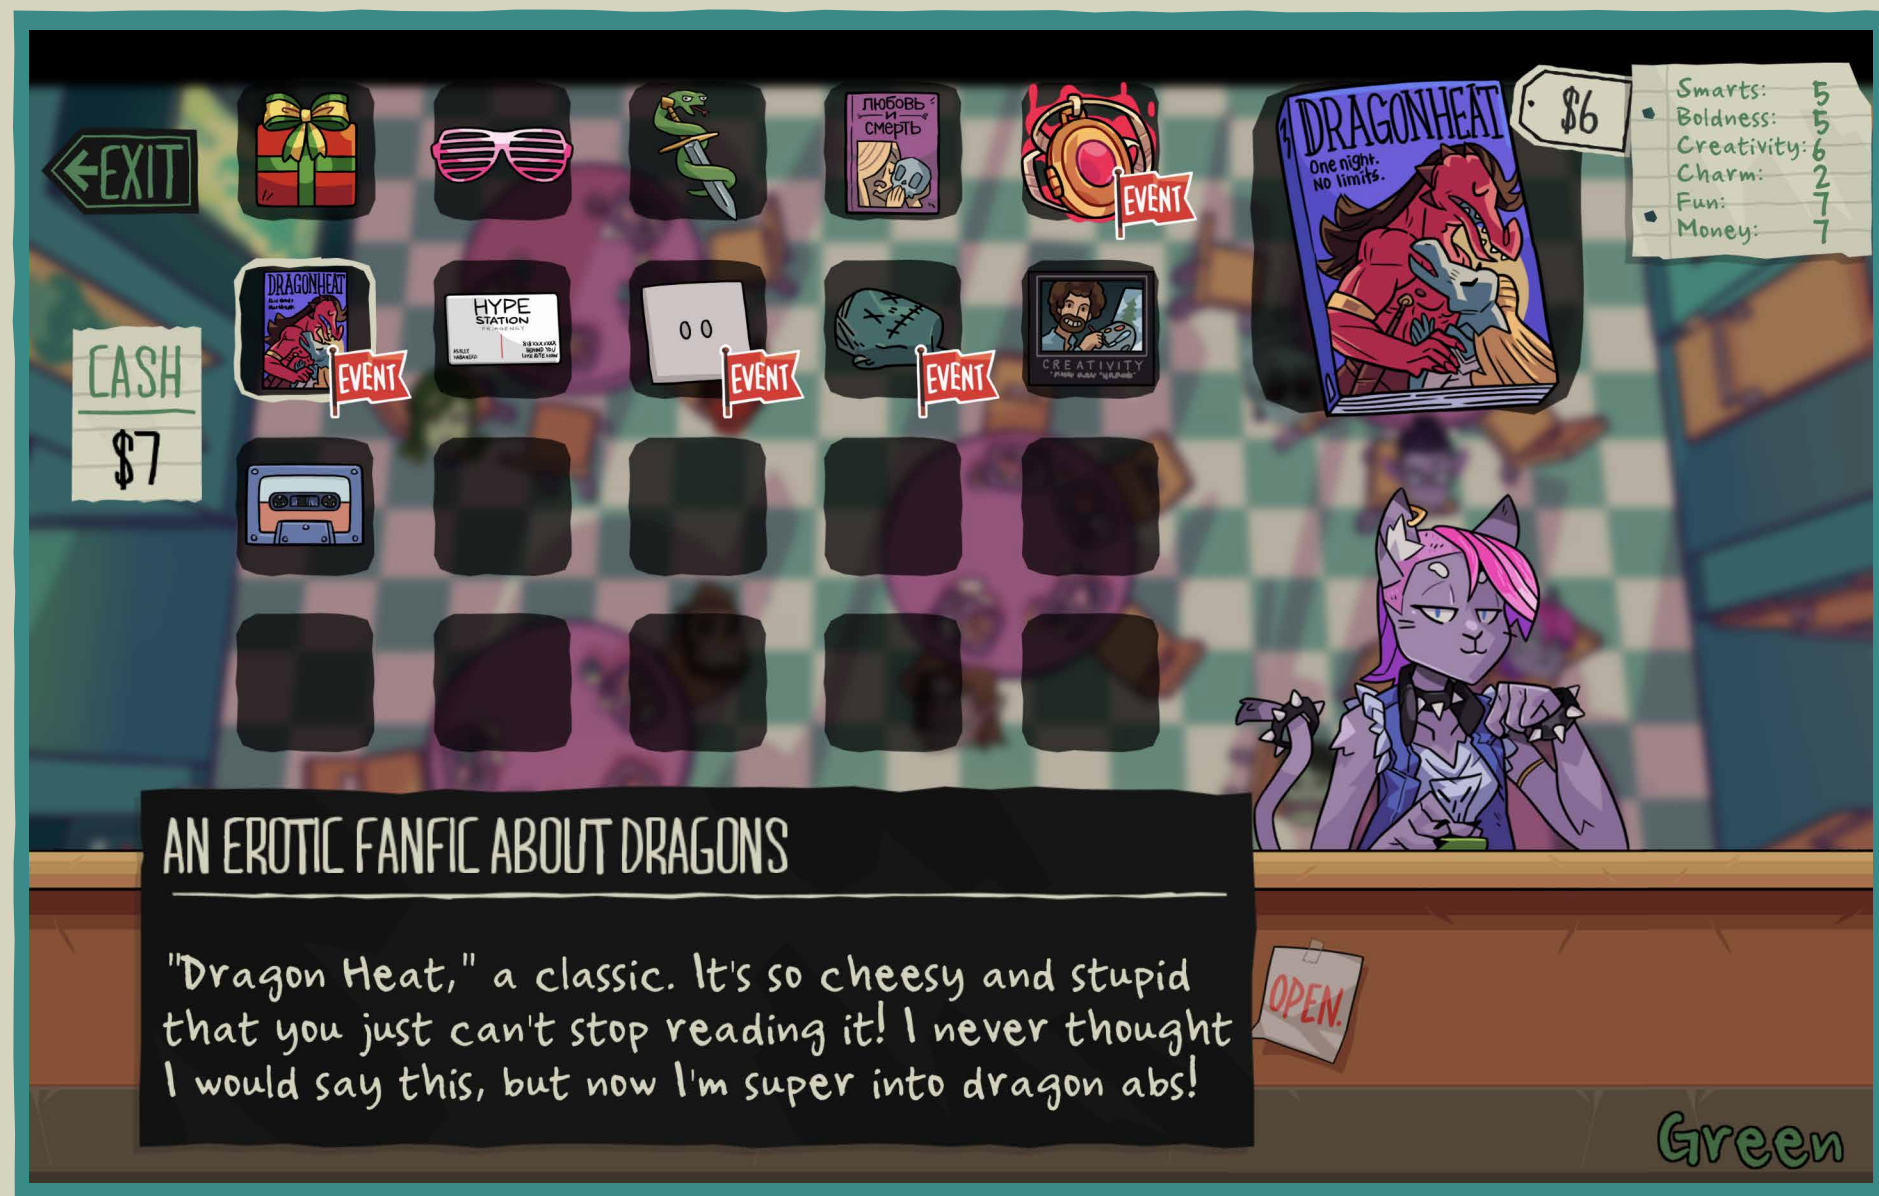 EXIT
CASH
$7
ЛЮБОВЬ
И
СМЕРТЬ
EVENT
DRAGONHEAT
EVENT
HYPE
STATION
PR AGENCY
EVENT
EVENT
CREATIVITY
DRAGONHEAT
One night.
No limits.
$6
Smarts: 5
Boldness: 5
Creativity: 6
Charm: 2
Fun: 7
Money: 7
AN EROTIC FANFIC ABOUT DRAGONS
"Dragon Heat," a classic. It's so cheesy and stupid
that you just can't stop reading it! I never thought
I would say this, but now I'm super into dragon abs!
OPEN.
Green